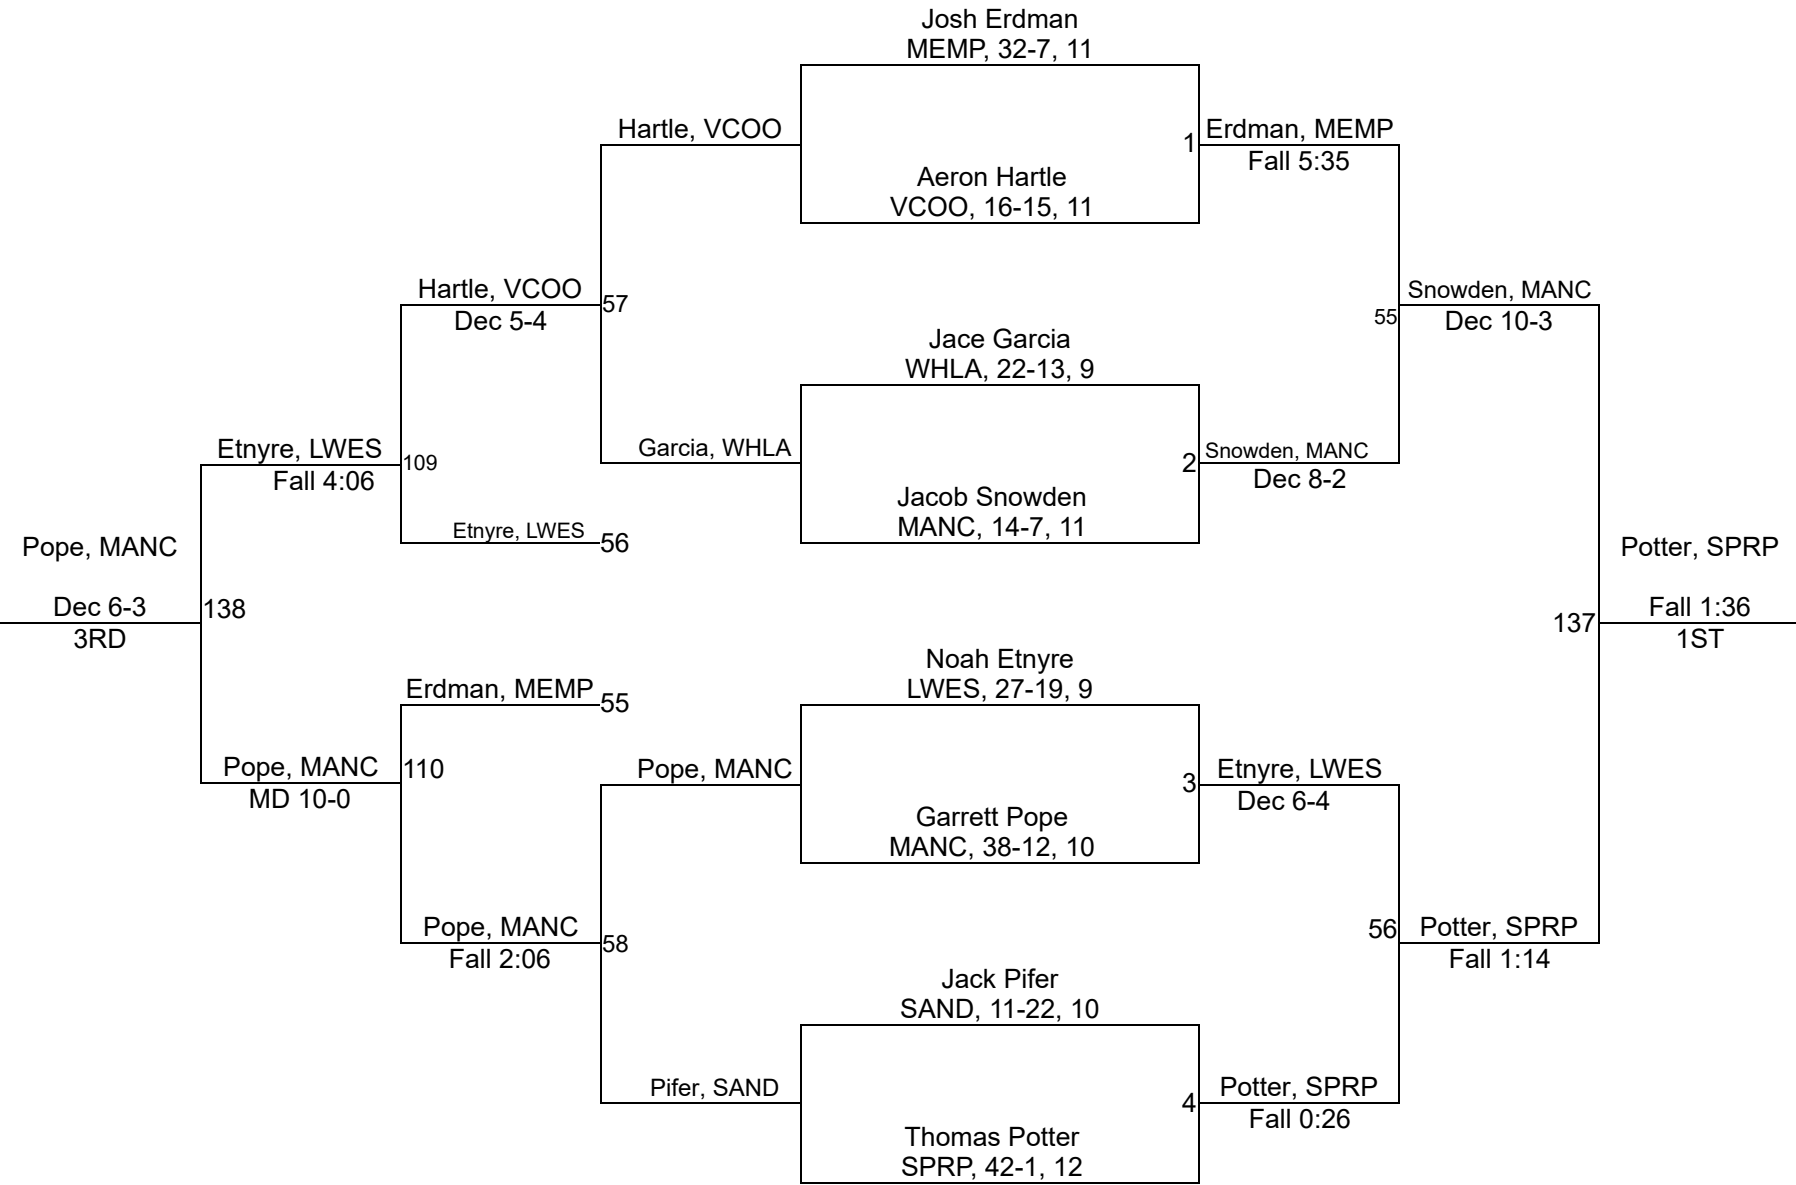 Josh Erdman
MEMP, 32-7, 11
Hartle, VCOO
1
Erdman, MEMP
Fall 5:35
Aeron Hartle
VCOO, 16-15, 11
Hartle, VCOO
Dec 5-4
57
Snowden, MANC
Dec 10-3
55
Jace Garcia
WHLA, 22-13, 9
Etnyre, LWES
Fall 4:06
109
Garcia, WHLA
2
Snowden, MANC
Dec 8-2
Jacob Snowden
MANC, 14-7, 11
Etnyre, LWES
56
Pope, MANC
Dec 6-3
3RD
138
137
Potter, SPRP
Fall 1:36
1ST
Noah Etnyre
LWES, 27-19, 9
Erdman, MEMP
55
Pope, MANC
MD 10-0
110
Pope, MANC
3
Etnyre, LWES
Dec 6-4
Garrett Pope
MANC, 38-12, 10
Pope, MANC
Fall 2:06
58
56
Potter, SPRP
Fall 1:14
Jack Pifer
SAND, 11-22, 10
Pifer, SAND
4
Potter, SPRP
Fall 0:26
Thomas Potter
SPRP, 42-1, 12